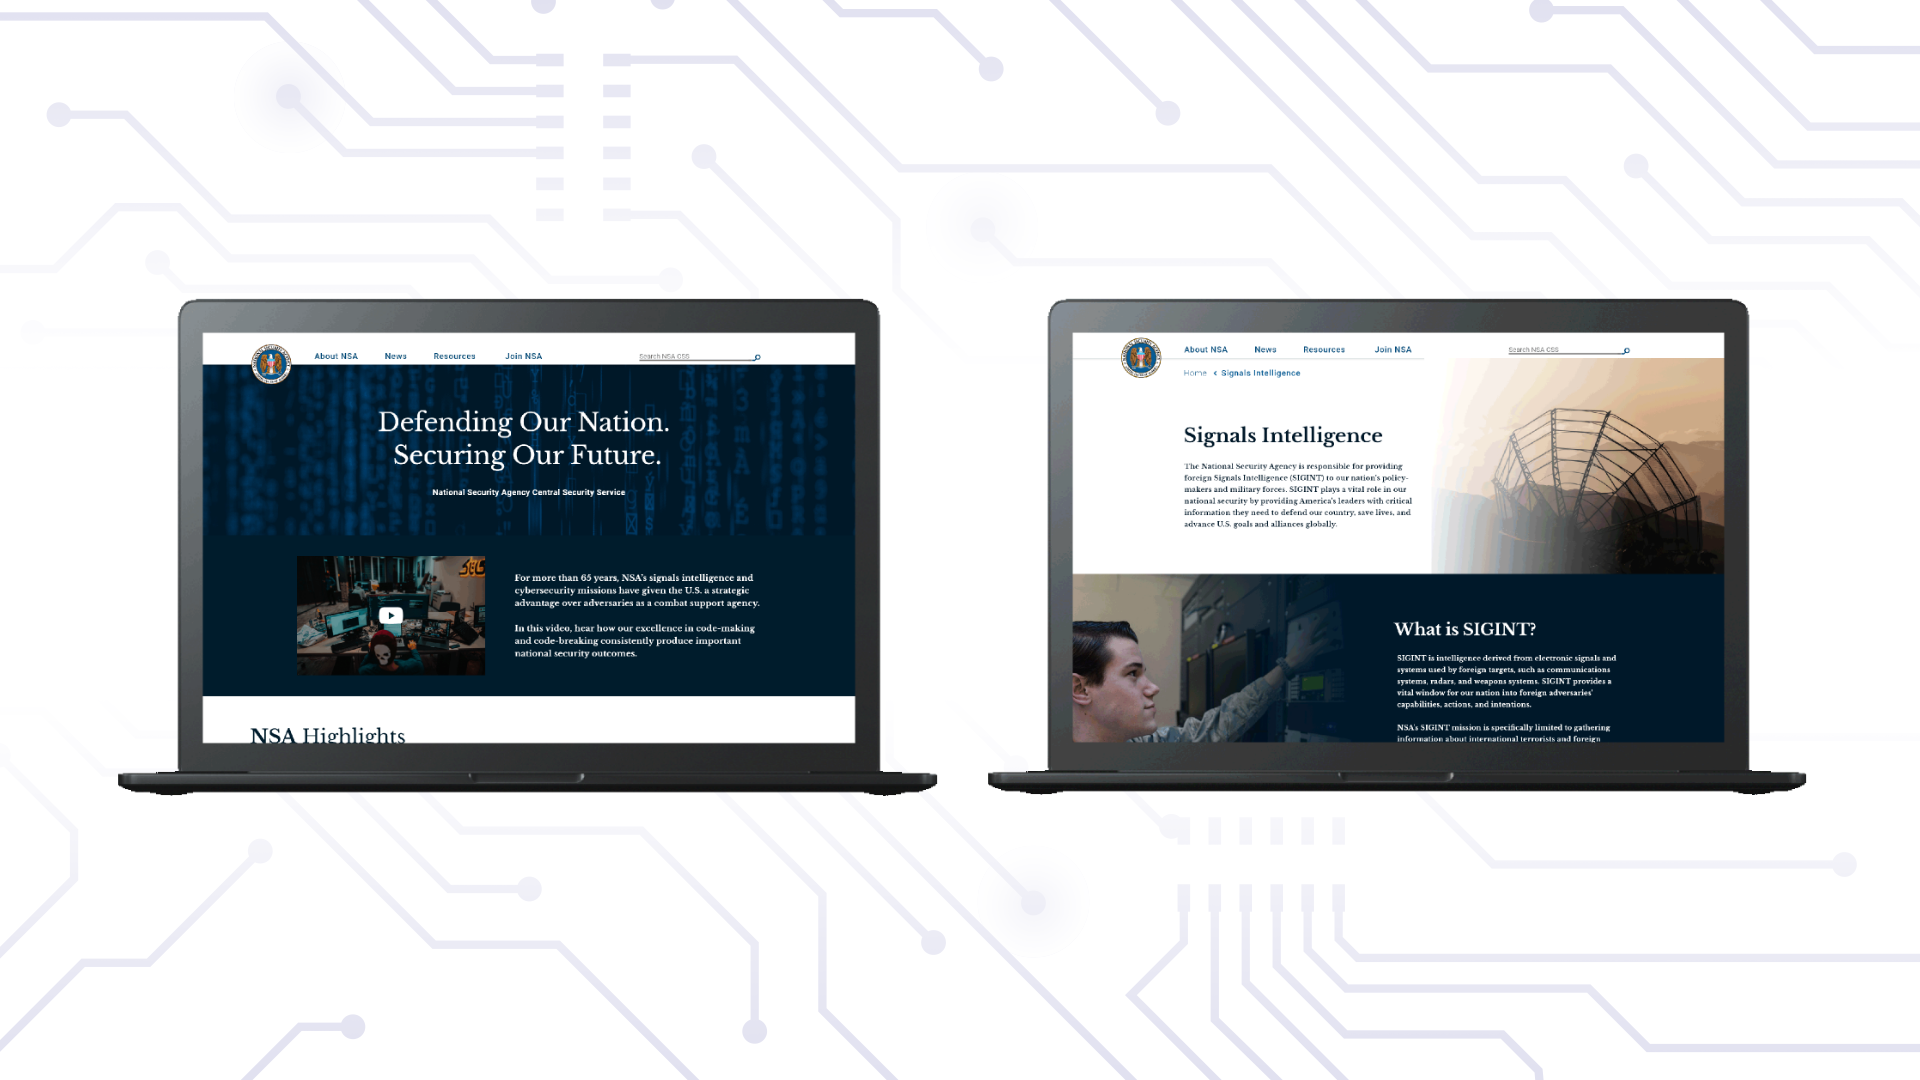 About NSA
News
Resources
Join NSA
Search NSA CSS
Defending Our Nation.
Securing Our Future.
National Security Agency Central Security Service
For more than 65 years, NSA's signals intelligence and
cybersecurity missions have given the U.S. a strategic
advantage over adversaries as a combat support agency.
In this video, hear how our excellence in code-making
and code-breaking consistently produce important
national security outcomes.
NSA Highlights
About NSA
News
Resources
Join NSA
Search NSA CSS
Home < Signals Intelligence
Signals Intelligence
The National Security Agency is responsible for providing
foreign Signals Intelligence (SIGINT) to our nation's policy-
makers and military forces. SIGINT plays a vital role in our
national security by providing America's leaders with critical
information they need to defend our country, save lives, and
advance U.S. goals and alliances globally.
What is SIGINT?
SIGINT is intelligence derived from electronic signals and
systems used by foreign targets, such as communications
systems, radars, and weapons systems. SIGINT provides a
vital window for our nation into foreign adversaries'
capabilities, actions, and intentions.
NSA's SIGINT mission is specifically limited to gathering
information about international terrorists and foreign